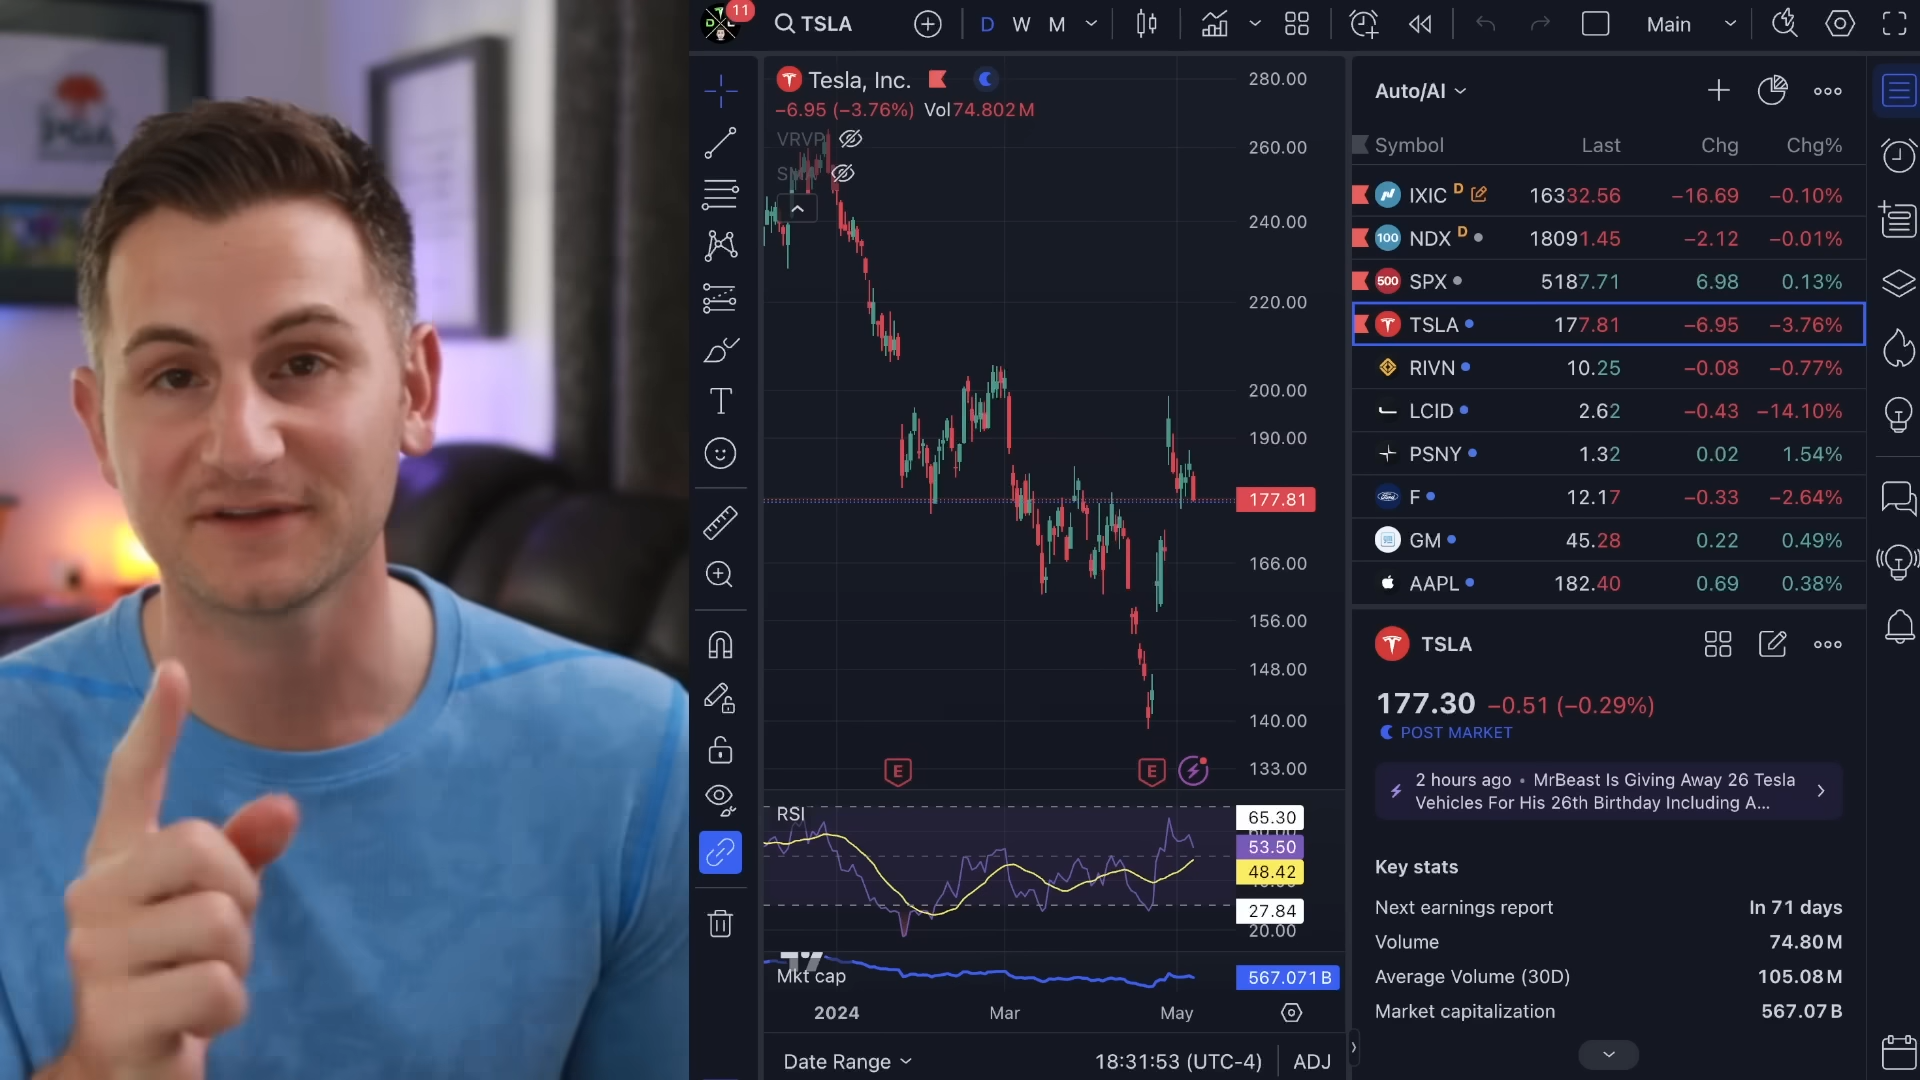 11
TSLA
D W M
Main
PGA
Tesla, Inc.
−6.95 (−3.76%) Vol 74.802 M
VRVP
280.00
260.00
240.00
220.00
200.00
190.00
177.81
166.00
156.00
148.00
140.00
133.00
E E
RSI
65.30
53.50
48.42
27.84
20.00
Mkt cap
567.071 B
2024 Mar May
Date Range 18:31:53 (UTC-4) ADJ
Auto/AI
Symbol Last Chg Chg%
IXIC D 16332.56 −16.69 −0.10%
100 NDX D 18091.45 −2.12 −0.01%
500 SPX 5187.71 6.98 0.13%
TSLA 177.81 −6.95 −3.76%
RIVN 10.25 −0.08 −0.77%
LCID 2.62 −0.43 −14.10%
PSNY 1.32 0.02 1.54%
Ford F 12.17 −0.33 −2.64%
GM 45.28 0.22 0.49%
AAPL 182.40 0.69 0.38%
TSLA
177.30 −0.51 (−0.29%)
POST MARKET
2 hours ago • MrBeast Is Giving Away 26 Tesla
Vehicles For His 26th Birthday Including A...
Key stats
Next earnings report In 71 days
Volume 74.80 M
Average Volume (30D) 105.08 M
Market capitalization 567.07 B